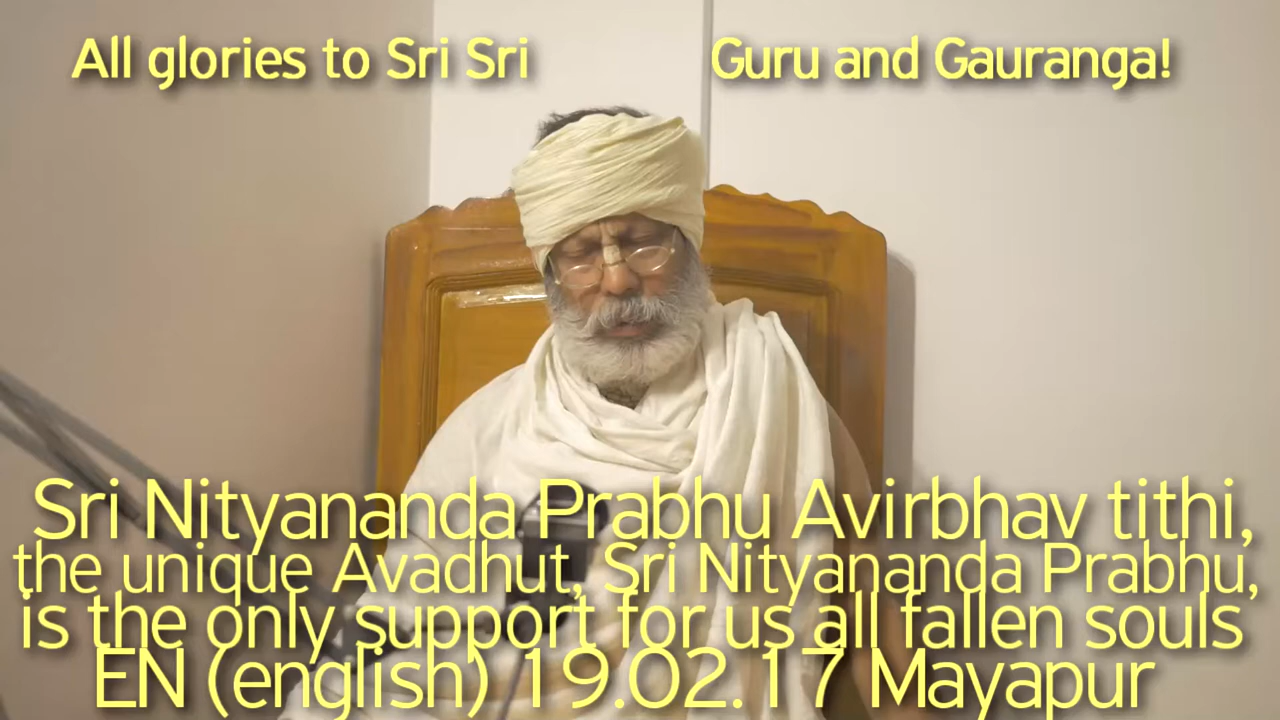 All glories to Sri Sri Guru and Gauranga!
Sri Nityananda Prabhu Avirbhav tithi,
the unique Avadhut, Sri Nityananda Prabhu,
is the only support for us all fallen souls
EN (english) 19.02.17 Mayapur